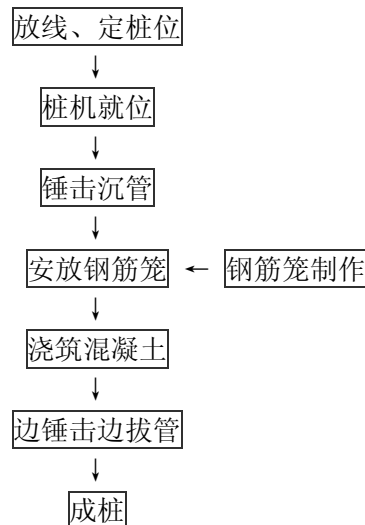 放线、定桩位
桩机就位
锤击沉管
安放钢筋笼
钢筋笼制作
浇筑混凝土
边锤击边拔管
成桩